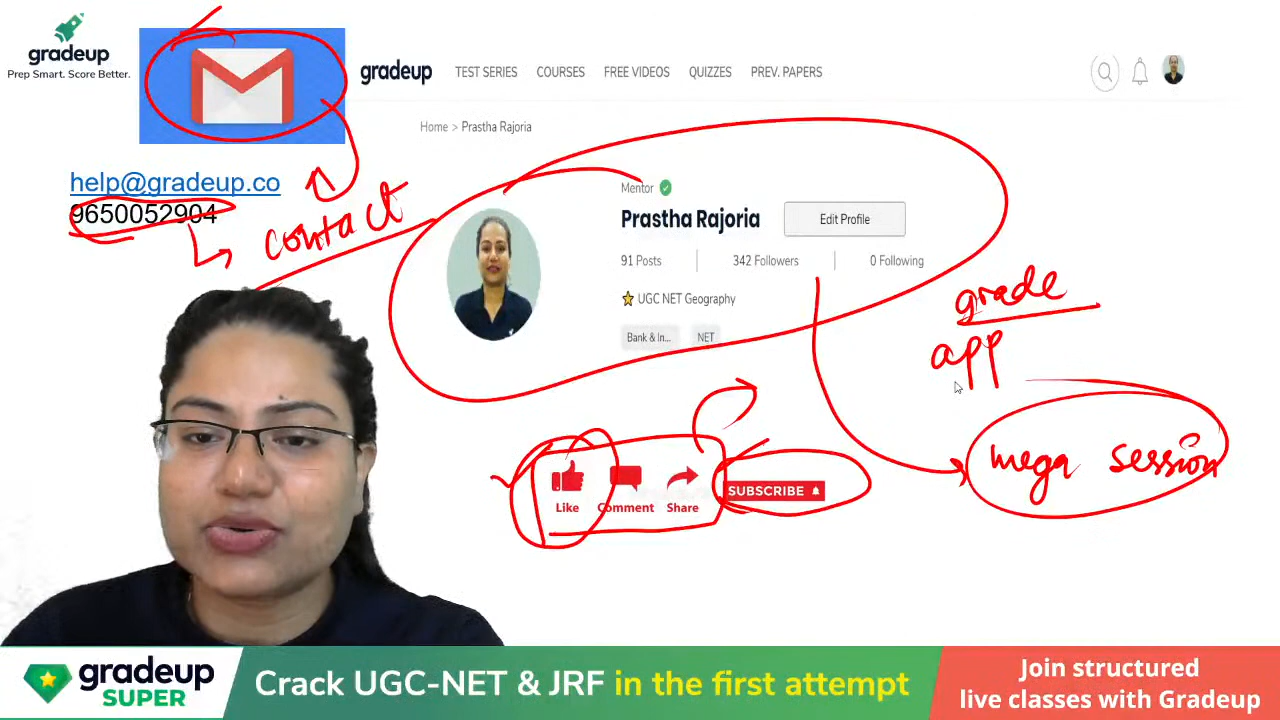 gradeup
Prep Smart. Score Better.
gradeup
TEST SERIES
COURSES
FREE VIDEOS
QUIZZES
PREV. PAPERS
Home > Prastha Rajoria
help@gradeup.co
9650052904
contact
Mentor
Prastha Rajoria
Edit Profile
91 Posts
342 Followers
0 Following
UGC NET Geography
Bank & In...
NET
grade
app
mega session
Like
Comment
Share
SUBSCRIBE
gradeup
SUPER
Crack UGC-NET & JRF in the first attempt
Join structured
live classes with Gradeup